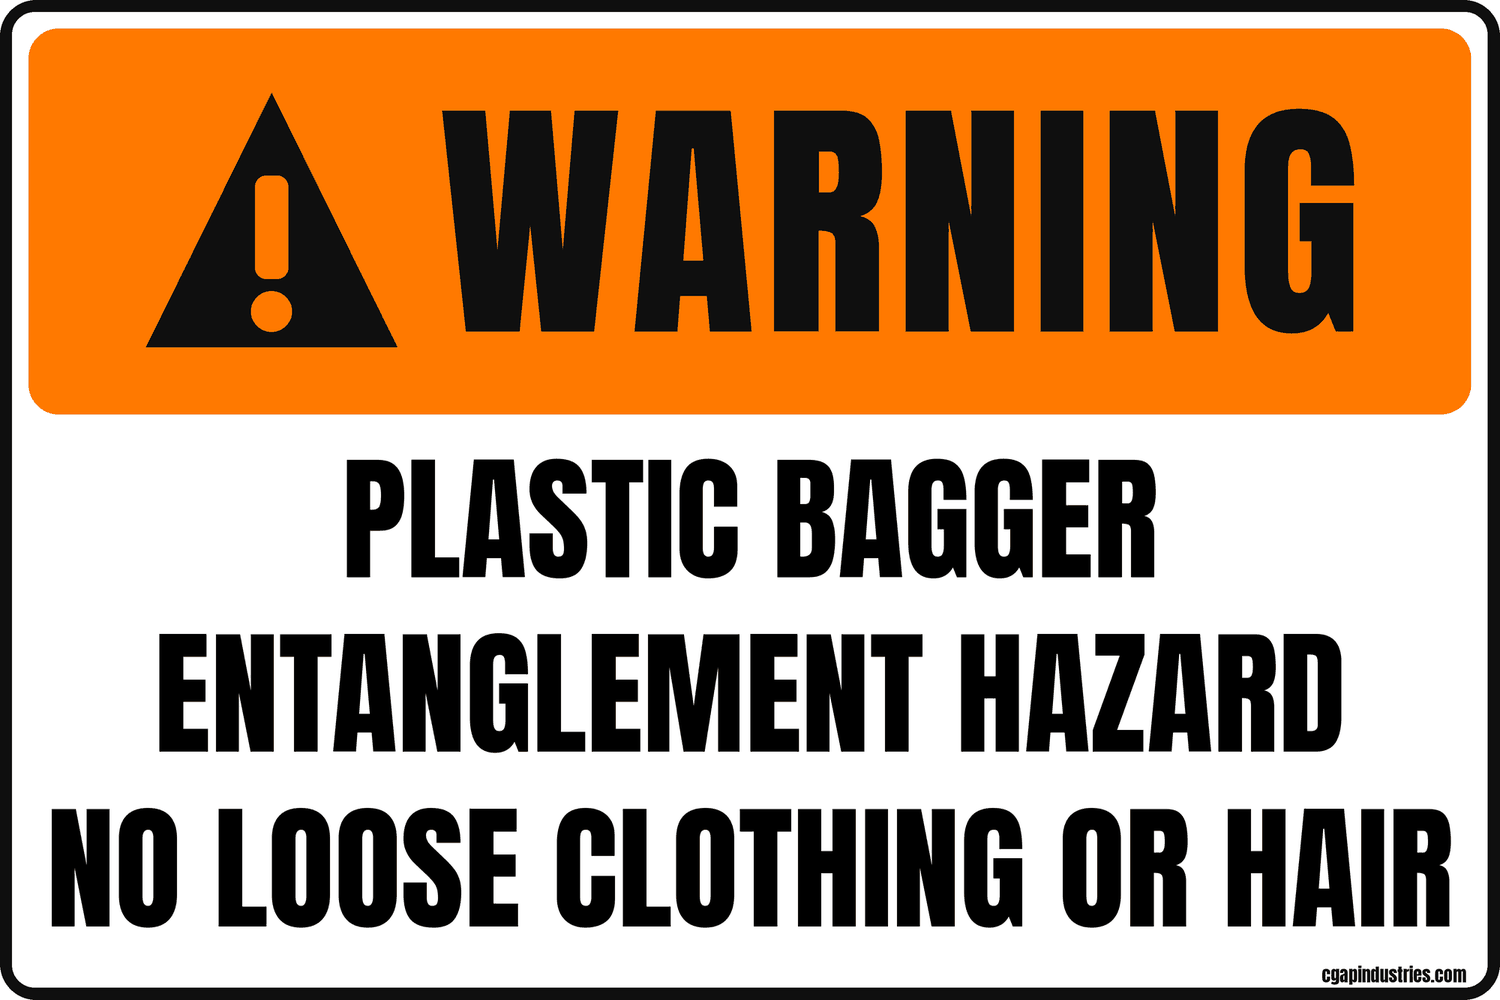 WARNING
PLASTIC BAGGER
ENTANGLEMENT HAZARD
NO LOOSE CLOTHING OR HAIR
cgapindustries.com